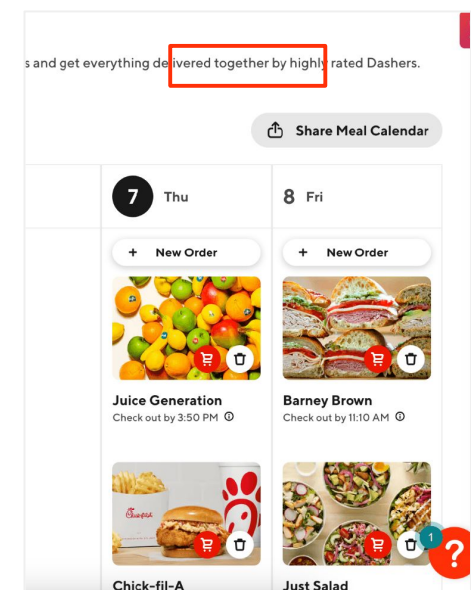 s and get everything delivered together by highly rated Dashers.
Share Meal Calendar
7 Thu
8 Fri
+ New Order
+ New Order
Juice Generation
Check out by 3:50 PM
Barney Brown
Check out by 11:10 AM
Chick-fil-A
1
?
Chick-fil-A
Just Salad